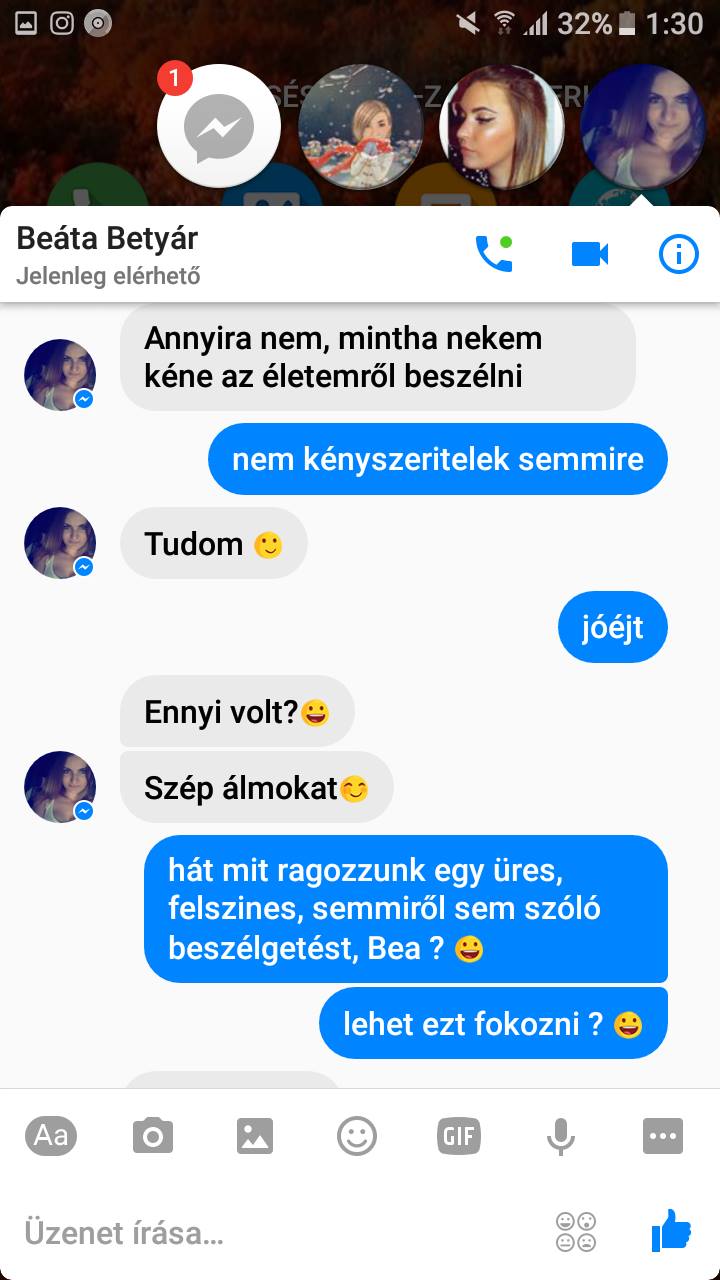 32% 1:30
1
Beáta Betyár
Jelenleg elérhető
Annyira nem, mintha nekem
kéne az életemről beszélni
nem kényszeritelek semmire
Tudom 🙂
jóéjt
Ennyi volt?😀
Szép álmokat😊
hát mit ragozzunk egy üres,
felszines, semmiről sem szóló
beszélgetést, Bea ? 😀
lehet ezt fokozni ? 😀
Aa
GIF
Üzenet írása...